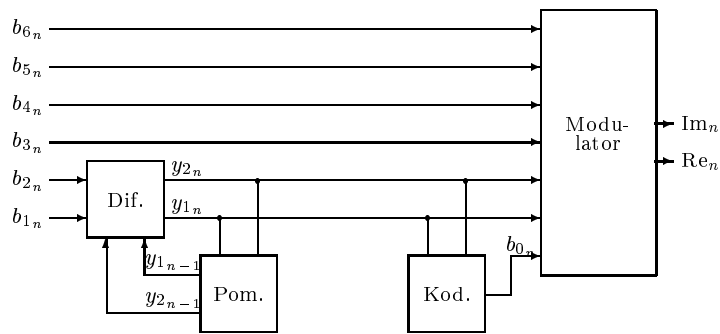 b₆ₙ
b₅ₙ
b₄ₙ
b₃ₙ
b₂ₙ
b₁ₙ
Dif.
y₂ₙ
y₁ₙ
y₁ₙ₋₁
y₂ₙ₋₁
Pom.
Kod.
b₀ₙ
Modu-
lator
Imₙ
Reₙ